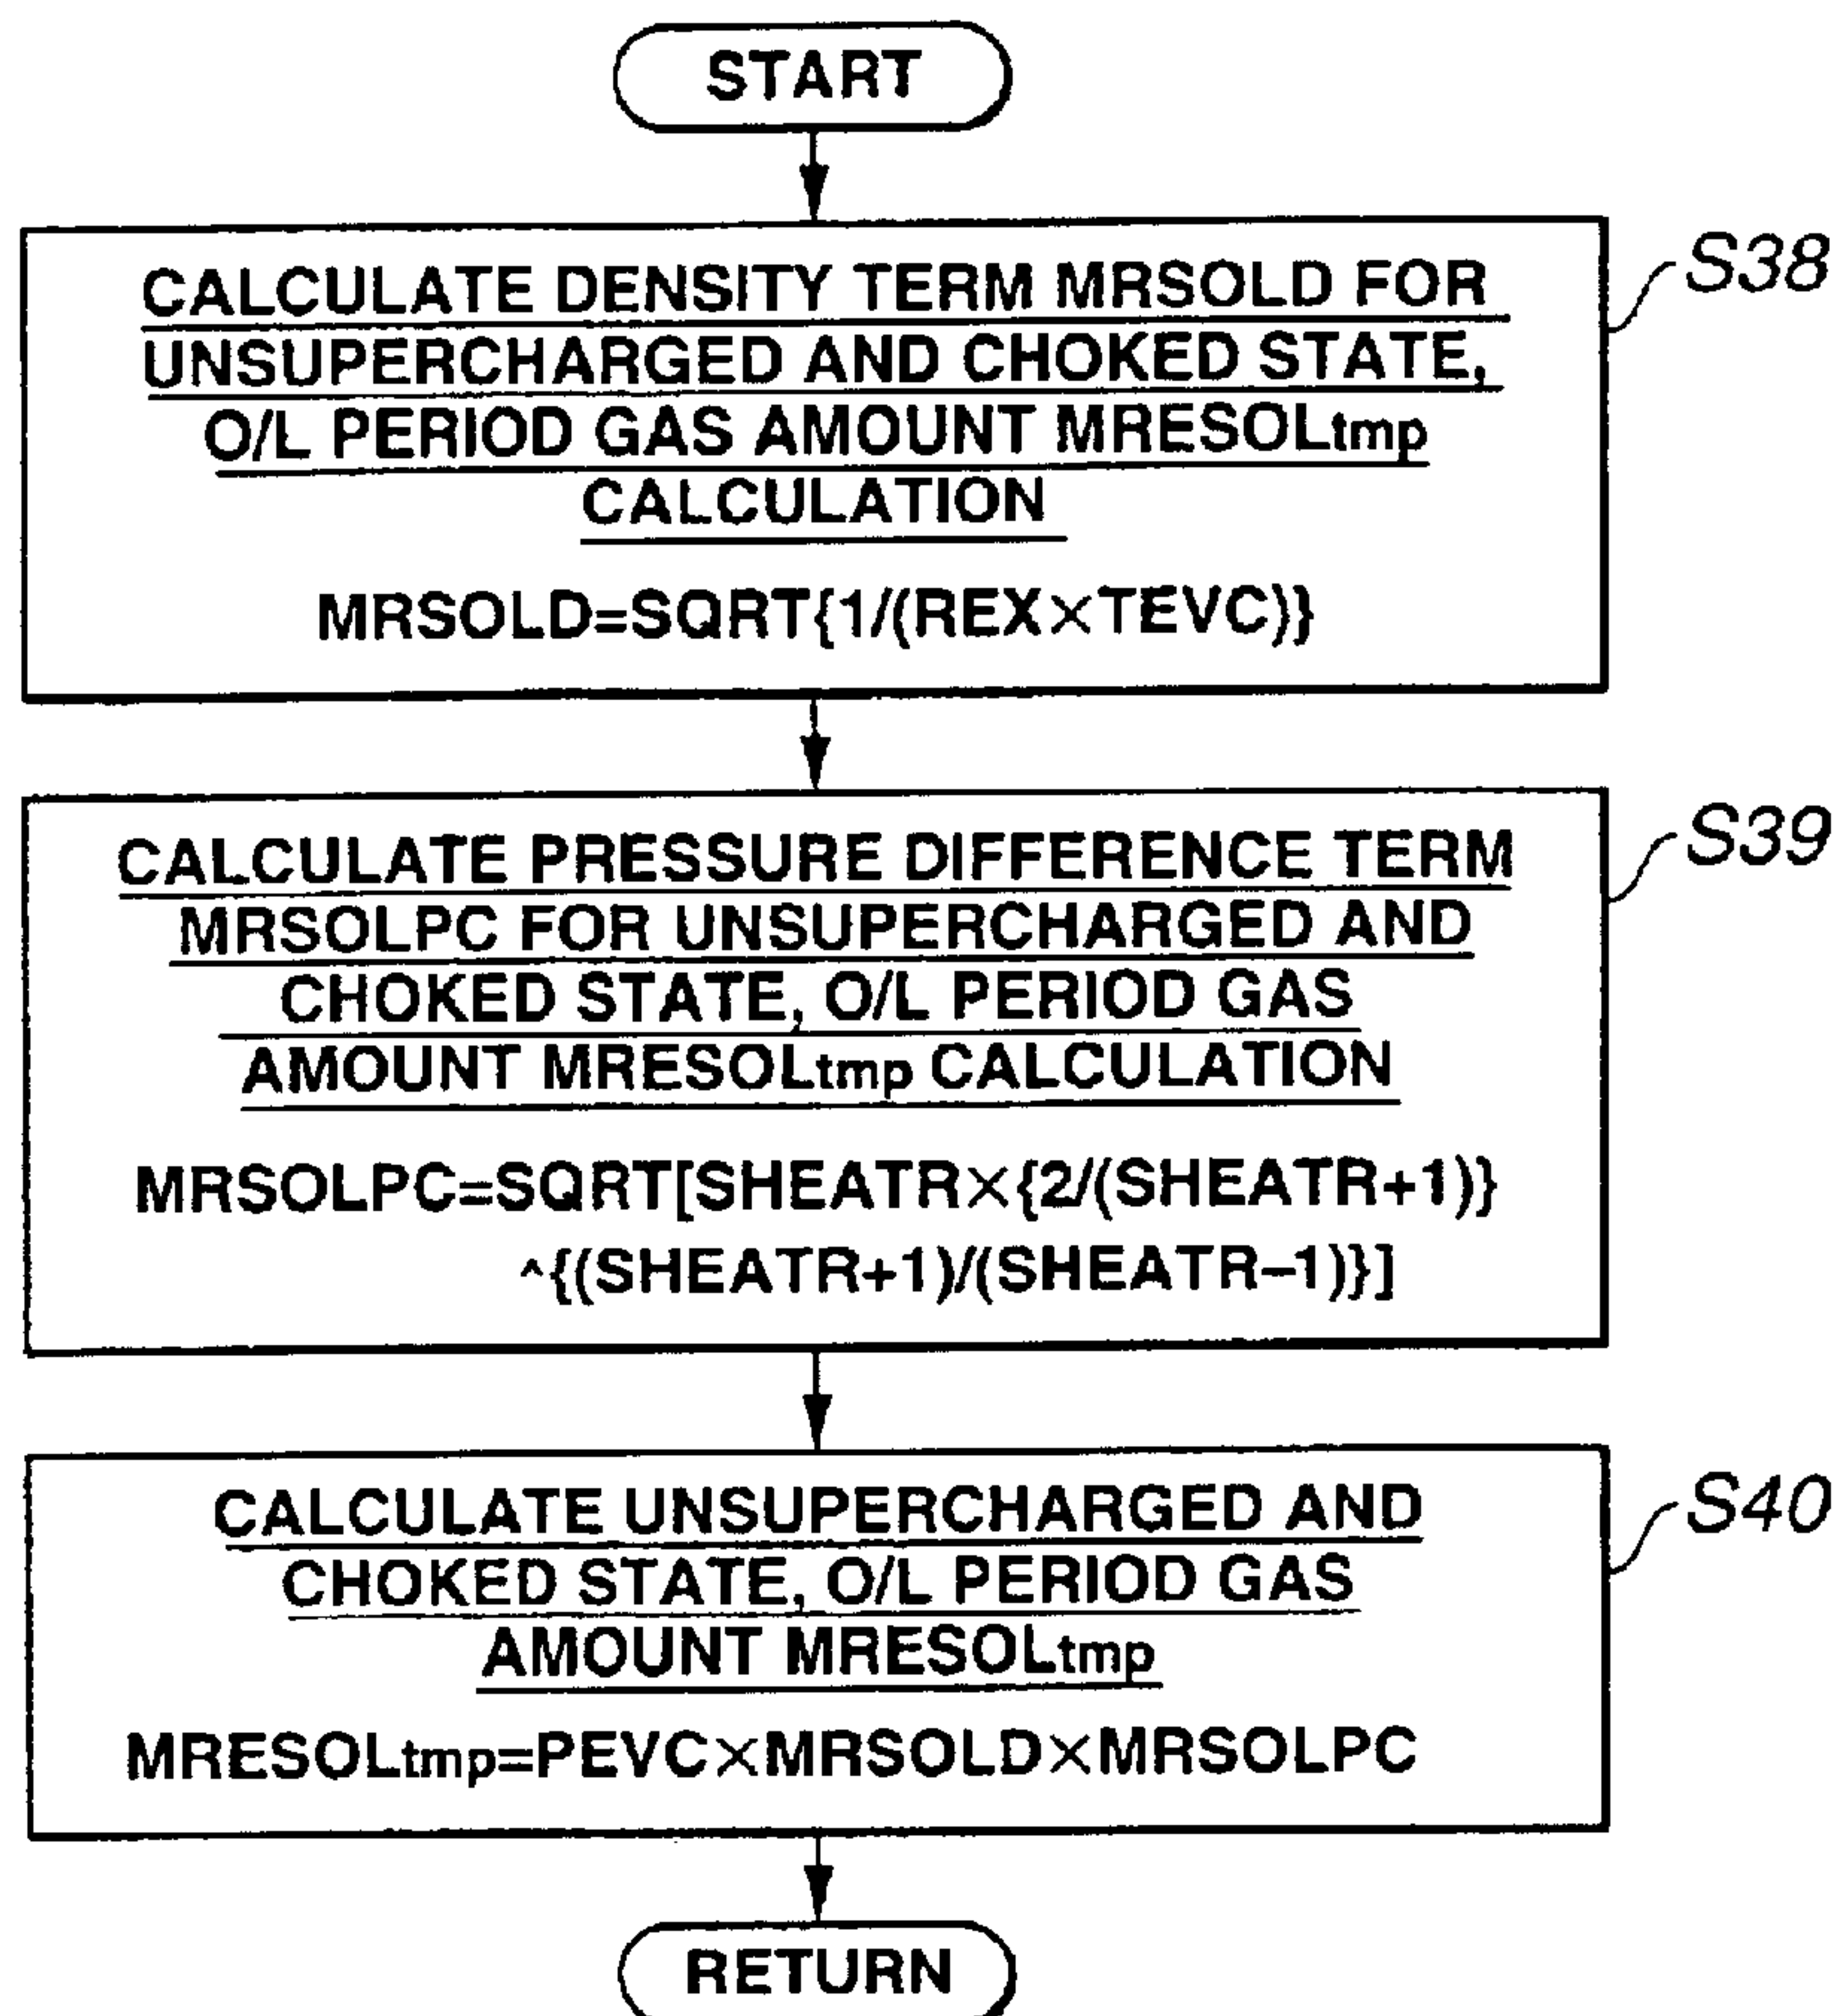 START
S38
CALCULATE DENSITY TERM MRSOLD FOR
UNSUPERCHARGED AND CHOKED STATE,
O/L PERIOD GAS AMOUNT MRESOLtmp
CALCULATION
MRSOLD=SQRT{1/(REX×TEVC)}
S39
CALCULATE PRESSURE DIFFERENCE TERM
MRSOLPC FOR UNSUPERCHARGED AND
CHOKED STATE, O/L PERIOD GAS
AMOUNT MRESOLtmp CALCULATION
MRSOLPC=SQRT[SHEATR×{2/(SHEATR+1)}
^{(SHEATR+1)/(SHEATR−1)}]
S40
CALCULATE UNSUPERCHARGED AND
CHOKED STATE, O/L PERIOD GAS
AMOUNT MRESOLtmp
MRESOLtmp=PEVC×MRSOLD×MRSOLPC
RETURN